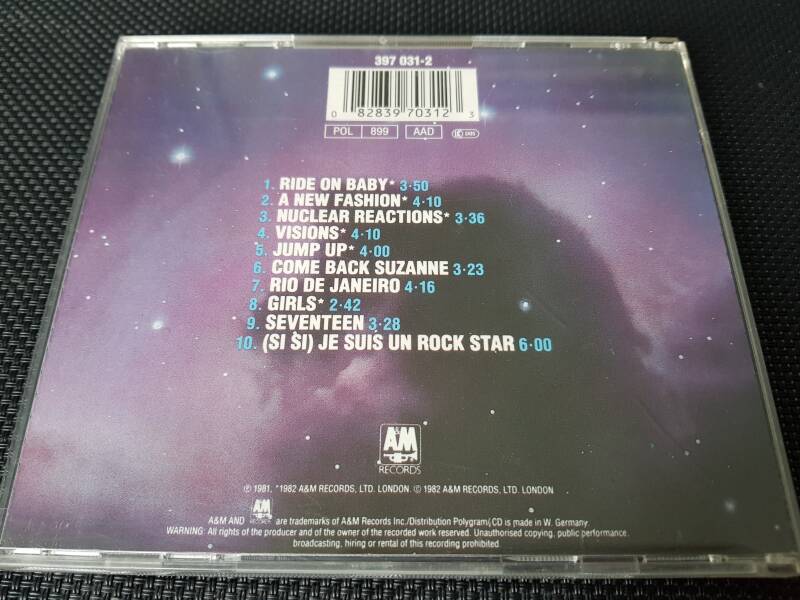 397 031-2
0 82839 70312 3
POL 899 AAD
1. RIDE ON BABY* 3·50
2. A NEW FASHION* 4·10
3. NUCLEAR REACTIONS* 3·36
4. VISIONS* 4·10
5. JUMP UP* 4·00
6. COME BACK SUZANNE 3·23
7. RIO DE JANEIRO 4·16
8. GIRLS* 2·42
9. SEVENTEEN 3·28
10. (SI SI) JE SUIS UN ROCK STAR 6·00
A&M
RECORDS
℗ 1981, *1982 A&M RECORDS, LTD. LONDON. © 1982 A&M RECORDS, LTD. LONDON
A&M AND A&M RECORDS are trademarks of A&M Records Inc./Distribution Polygram/CD is made in W. Germany.
WARNING: All rights of the producer and of the owner of the recorded work reserved. Unauthorised copying, public performance,
broadcasting, hiring or rental of this recording prohibited.